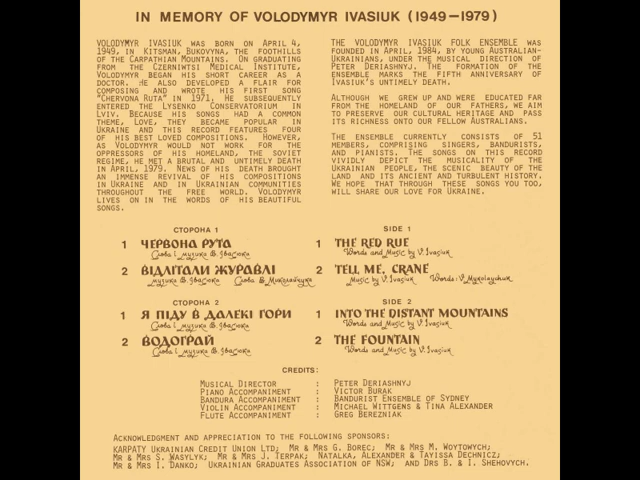 IN MEMORY OF VOLODYMYR IVASIUK (1949–1979)
VOLODYMYR IVASIUK WAS BORN ON APRIL 4,
1949, IN KITSMAN, BUKOVYNA, THE FOOTHILLS
OF THE CARPATHIAN MOUNTAINS. ON GRADUATING
FROM THE CZERNIWTSI MEDICAL INSTITUTE,
VOLODYMYR BEGAN HIS SHORT CAREER AS A
DOCTOR. HE ALSO DEVELOPED A FLAIR FOR
COMPOSING AND WROTE HIS FIRST SONG
"CHERVONA RUTA" IN 1971. HE SUBSEQUENTLY
ENTERED THE LYSENKO CONSERVATORIUM IN
LVIV. BECAUSE HIS SONGS HAD A COMMON
THEME, LOVE, THEY BECAME POPULAR IN
UKRAINE AND THIS RECORD FEATURES FOUR
OF HIS BEST LOVED COMPOSITIONS. HOWEVER,
AS VOLODYMYR WOULD NOT WORK FOR THE
OPPRESSORS OF HIS HOMELAND, THE SOVIET
REGIME, HE MET A BRUTAL AND UNTIMELY DEATH
IN APRIL, 1979. NEWS OF HIS DEATH BROUGHT
AN IMMENSE REVIVAL OF HIS COMPOSITIONS
IN UKRAINE AND IN UKRAINIAN COMMUNITIES
THROUGHOUT THE FREE WORLD. VOLODYMYR
LIVES ON IN THE WORDS OF HIS BEAUTIFUL
SONGS.
THE VOLODYMYR IVASIUK FOLK ENSEMBLE WAS
FOUNDED IN APRIL, 1984, BY YOUNG AUSTRALIAN-
UKRAINIANS, UNDER THE MUSICAL DIRECTION OF
PETER DERIASHNYJ. THE FORMATION OF THE
ENSEMBLE MARKS THE FIFTH ANNIVERSARY OF
IVASIUK'S UNTIMELY DEATH.
ALTHOUGH WE GREW UP AND WERE EDUCATED FAR
FROM THE HOMELAND OF OUR FATHERS, WE AIM
TO PRESERVE OUR CULTURAL HERITAGE AND PASS
ITS RICHNESS ONTO OUR FELLOW AUSTRALIANS.
THE ENSEMBLE CURRENTLY CONSISTS OF 51
MEMBERS, COMPRISING SINGERS, BANDURISTS,
AND PIANISTS. THE SONGS ON THIS RECORD
VIVIDLY DEPICT THE MUSICALITY OF THE
UKRAINIAN PEOPLE, THE SCENIC BEAUTY OF THE
LAND AND ITS ANCIENT AND TURBULENT HISTORY.
WE HOPE THAT THROUGH THESE SONGS YOU TOO,
WILL SHARE OUR LOVE FOR UKRAINE.
СТОРОНА 1
1 ЧЕРВОНА РУТА
Слова і музика В. Івасюка
2 ВІДЛІТАЛИ ЖУРАВЛІ
музика В. Івасюка Слова В. Миколайчука
СТОРОНА 2
1 Я ПІДУ В ДАЛЕКІ ГОРИ
Слова і музика В. Івасюка
2 ВОДОГРАЙ
Слова і музика В. Івасюка
SIDE 1
1 THE RED RUE
Words and Music by V. Ivasiuk
2 TELL ME, CRANE
Music by V. Ivasiuk Words: V. Mykolaychuk
SIDE 2
1 INTO THE DISTANT MOUNTAINS
Words and Music by V. Ivasiuk
2 THE FOUNTAIN
Words and Music by V. Ivasiuk
CREDITS:
MUSICAL DIRECTOR : PETER DERIASHNYJ
PIANO ACCOMPANIMENT : VICTOR BURAK
BANDURA ACCOMPANIMENT : BANDURIST ENSEMBLE OF SYDNEY
VIOLIN ACCOMPANIMENT : MICHAEL WITTGENS & TINA ALEXANDER
FLUTE ACCOMPANIMENT : GREG BEREZNIAK
ACKNOWLEDGMENT AND APPRECIATION TO THE FOLLOWING SPONSORS:
KARPATY UKRAINIAN CREDIT UNION LTD; MR & MRS G. BOREC; MR & MRS M. WOYTOWYCH;
MR & MRS S. WASYLYK; MR & MRS J. TERPAK; NATALKA, ALEXANDER & TAYISSA DECHNICZ;
MR & MRS I. DANKO; UKRAINIAN GRADUATES ASSOCIATION OF NSW; AND DRS B. & I. SHEHOVYCH.